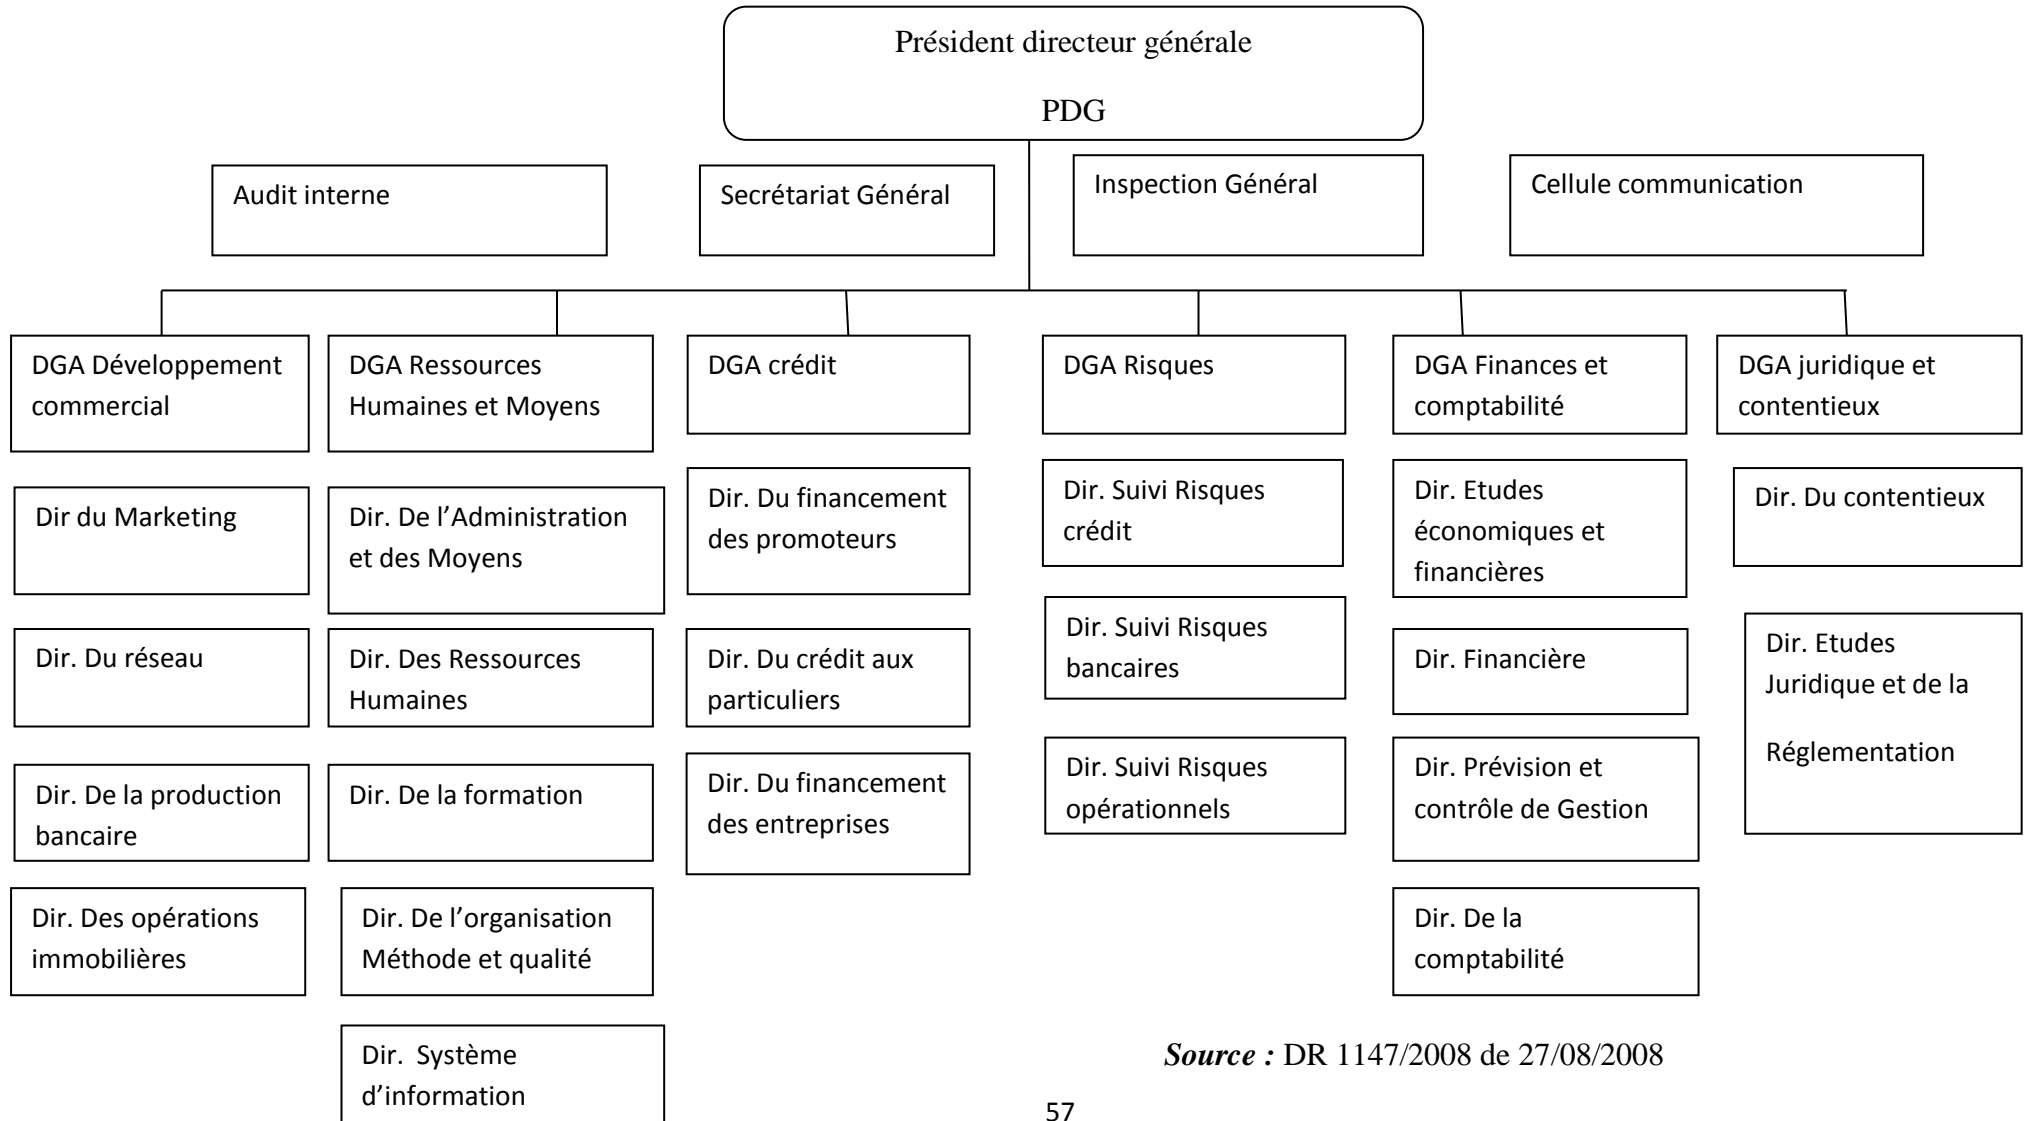 Président directeur générale
PDG
Audit interne
Secrétariat Général
Inspection Général
Cellule communication
DGA Développement
commercial
DGA Ressources
Humaines et Moyens
DGA crédit
DGA Risques
DGA Finances et
comptabilité
DGA juridique et
contentieux
Dir du Marketing
Dir. Du réseau
Dir. De la production
bancaire
Dir. Des opérations
immobilières
Dir. De l’Administration
et des Moyens
Dir. Des Ressources
Humaines
Dir. De la formation
Dir. De l’organisation
Méthode et qualité
Dir. Système
d’information
Dir. Du financement
des promoteurs
Dir. Du crédit aux
particuliers
Dir. Du financement
des entreprises
Dir. Suivi Risques
crédit
Dir. Suivi Risques
bancaires
Dir. Suivi Risques
opérationnels
Dir. Etudes
économiques et
financières
Dir. Financière
Dir. Prévision et
contrôle de Gestion
Dir. De la
comptabilité
Dir. Du contentieux
Dir. Etudes
Juridique et de la
Réglementation
Source : DR 1147/2008 de 27/08/2008
57